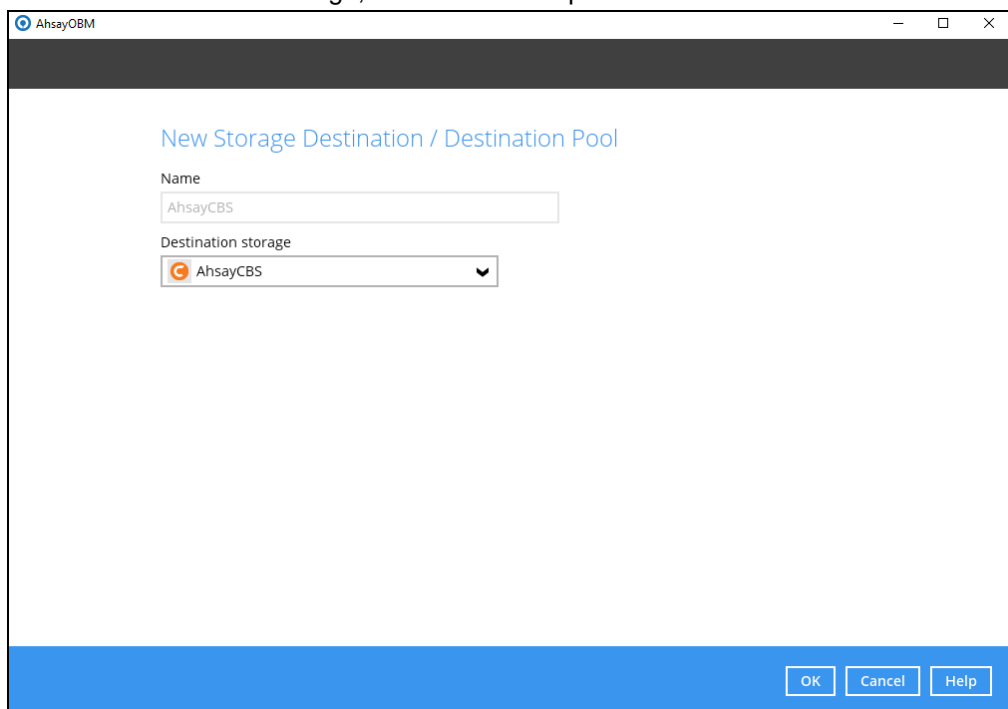 AhsayOBM
New Storage Destination / Destination Pool
Name
AhsayCBS
Destination storage
AhsayCBS
OK Cancel Help